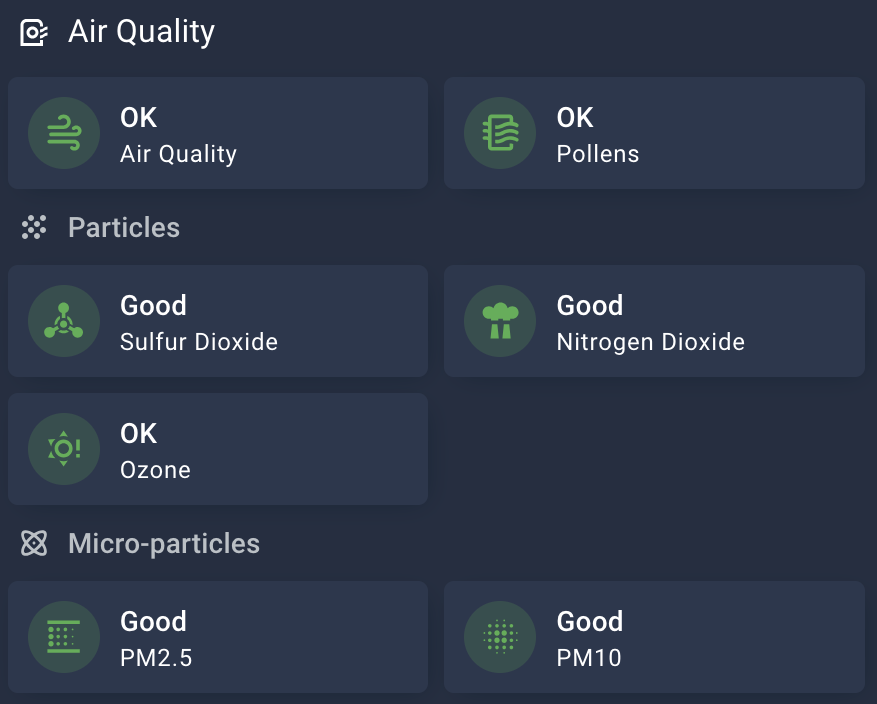 Air Quality
OK
Air Quality
OK
Pollens
Particles
Good
Sulfur Dioxide
Good
Nitrogen Dioxide
OK
Ozone
Micro-particles
Good
PM2.5
Good
PM10